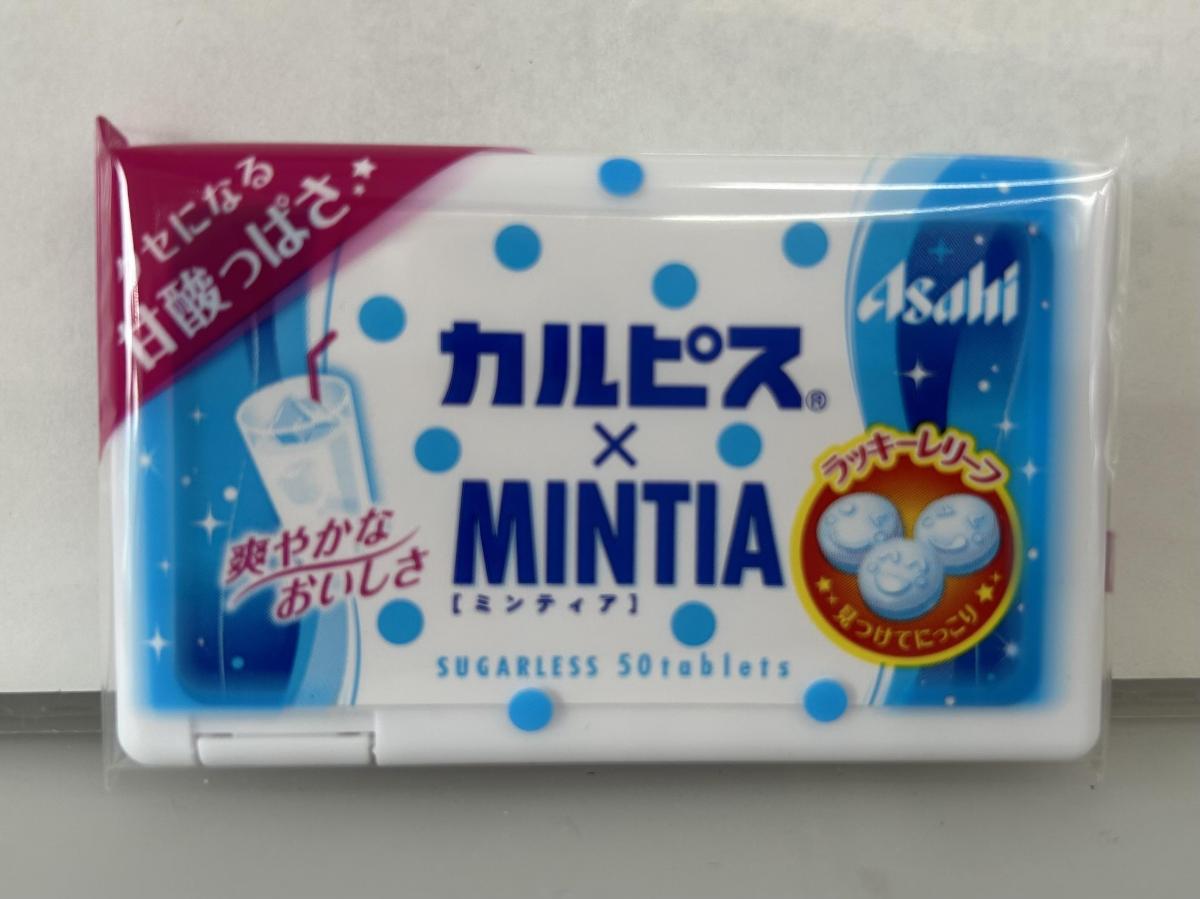 クセになる
甘酸っぱさ
Asahi
カルピス®
×
MINTIA
[ミンティア]
爽やかな
おいしさ
SUGARLESS 50tablets
ラッキーレリーフ
見つけてにっこり